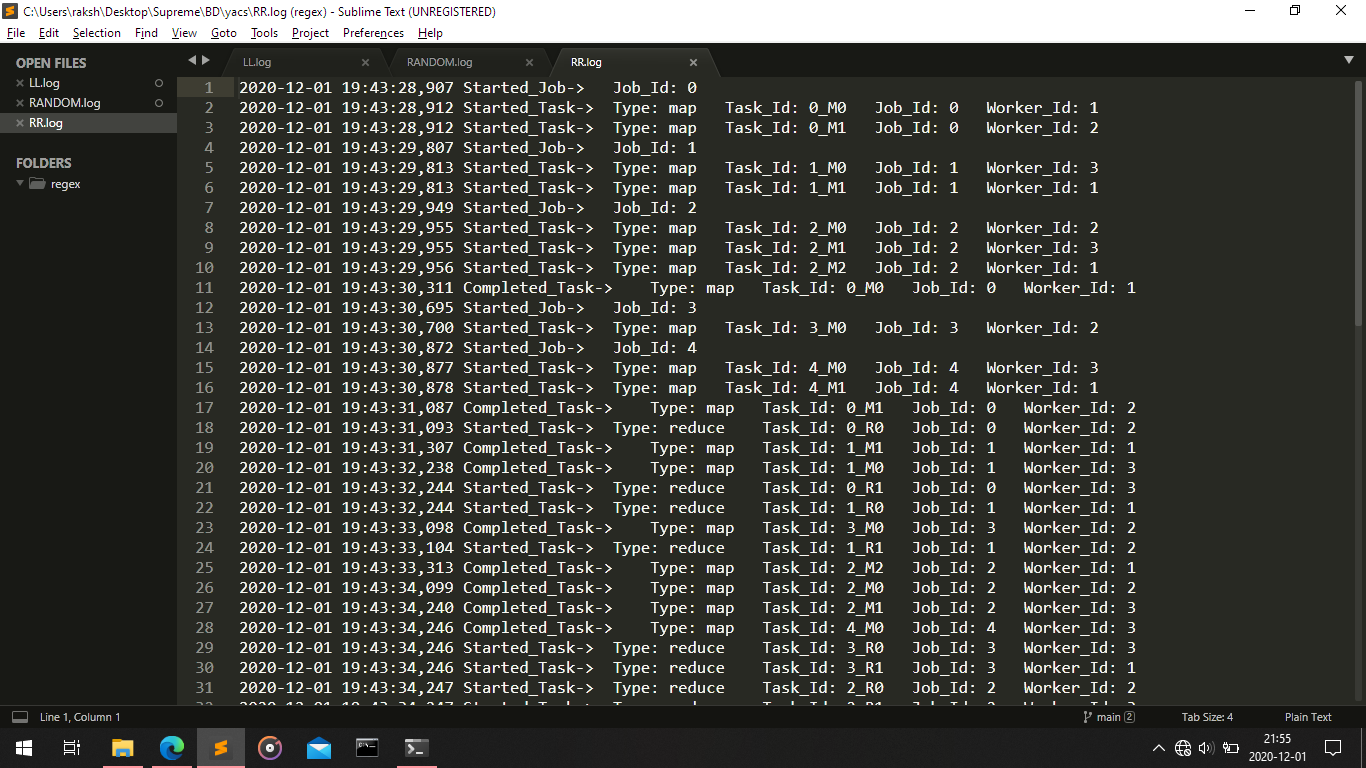 C:\Users\raksh\Desktop\Supreme\BD\yacs\RR.log (regex) - Sublime Text (UNREGISTERED)
File Edit Selection Find View Goto Tools Project Preferences Help
OPEN FILES
LL.log
RANDOM.log
RR.log
FOLDERS
regex
LL.log RANDOM.log RR.log
1 2020-12-01 19:43:28,907 Started_Job-> Job_Id: 0
2 2020-12-01 19:43:28,912 Started_Task-> Type: map Task_Id: 0_M0 Job_Id: 0 Worker_Id: 1
3 2020-12-01 19:43:28,912 Started_Task-> Type: map Task_Id: 0_M1 Job_Id: 0 Worker_Id: 2
4 2020-12-01 19:43:29,807 Started_Job-> Job_Id: 1
5 2020-12-01 19:43:29,813 Started_Task-> Type: map Task_Id: 1_M0 Job_Id: 1 Worker_Id: 3
6 2020-12-01 19:43:29,813 Started_Task-> Type: map Task_Id: 1_M1 Job_Id: 1 Worker_Id: 1
7 2020-12-01 19:43:29,949 Started_Job-> Job_Id: 2
8 2020-12-01 19:43:29,955 Started_Task-> Type: map Task_Id: 2_M0 Job_Id: 2 Worker_Id: 2
9 2020-12-01 19:43:29,955 Started_Task-> Type: map Task_Id: 2_M1 Job_Id: 2 Worker_Id: 3
10 2020-12-01 19:43:29,956 Started_Task-> Type: map Task_Id: 2_M2 Job_Id: 2 Worker_Id: 1
11 2020-12-01 19:43:30,311 Completed_Task-> Type: map Task_Id: 0_M0 Job_Id: 0 Worker_Id: 1
12 2020-12-01 19:43:30,695 Started_Job-> Job_Id: 3
13 2020-12-01 19:43:30,700 Started_Task-> Type: map Task_Id: 3_M0 Job_Id: 3 Worker_Id: 2
14 2020-12-01 19:43:30,872 Started_Job-> Job_Id: 4
15 2020-12-01 19:43:30,877 Started_Task-> Type: map Task_Id: 4_M0 Job_Id: 4 Worker_Id: 3
16 2020-12-01 19:43:30,878 Started_Task-> Type: map Task_Id: 4_M1 Job_Id: 4 Worker_Id: 1
17 2020-12-01 19:43:31,087 Completed_Task-> Type: map Task_Id: 0_M1 Job_Id: 0 Worker_Id: 2
18 2020-12-01 19:43:31,093 Started_Task-> Type: reduce Task_Id: 0_R0 Job_Id: 0 Worker_Id: 2
19 2020-12-01 19:43:31,307 Completed_Task-> Type: map Task_Id: 1_M1 Job_Id: 1 Worker_Id: 1
20 2020-12-01 19:43:32,238 Completed_Task-> Type: map Task_Id: 1_M0 Job_Id: 1 Worker_Id: 3
21 2020-12-01 19:43:32,244 Started_Task-> Type: reduce Task_Id: 0_R1 Job_Id: 0 Worker_Id: 3
22 2020-12-01 19:43:32,244 Started_Task-> Type: reduce Task_Id: 1_R0 Job_Id: 1 Worker_Id: 1
23 2020-12-01 19:43:33,098 Completed_Task-> Type: map Task_Id: 3_M0 Job_Id: 3 Worker_Id: 2
24 2020-12-01 19:43:33,104 Started_Task-> Type: reduce Task_Id: 1_R1 Job_Id: 1 Worker_Id: 2
25 2020-12-01 19:43:33,313 Completed_Task-> Type: map Task_Id: 2_M2 Job_Id: 2 Worker_Id: 1
26 2020-12-01 19:43:34,099 Completed_Task-> Type: map Task_Id: 2_M0 Job_Id: 2 Worker_Id: 2
27 2020-12-01 19:43:34,240 Completed_Task-> Type: map Task_Id: 2_M1 Job_Id: 2 Worker_Id: 3
28 2020-12-01 19:43:34,246 Completed_Task-> Type: map Task_Id: 4_M0 Job_Id: 4 Worker_Id: 3
29 2020-12-01 19:43:34,246 Started_Task-> Type: reduce Task_Id: 3_R0 Job_Id: 3 Worker_Id: 3
30 2020-12-01 19:43:34,246 Started_Task-> Type: reduce Task_Id: 3_R1 Job_Id: 3 Worker_Id: 1
31 2020-12-01 19:43:34,247 Started_Task-> Type: reduce Task_Id: 2_R0 Job_Id: 2 Worker_Id: 2
Line 1, Column 1 main 2 Tab Size: 4 Plain Text
21:55
2020-12-01